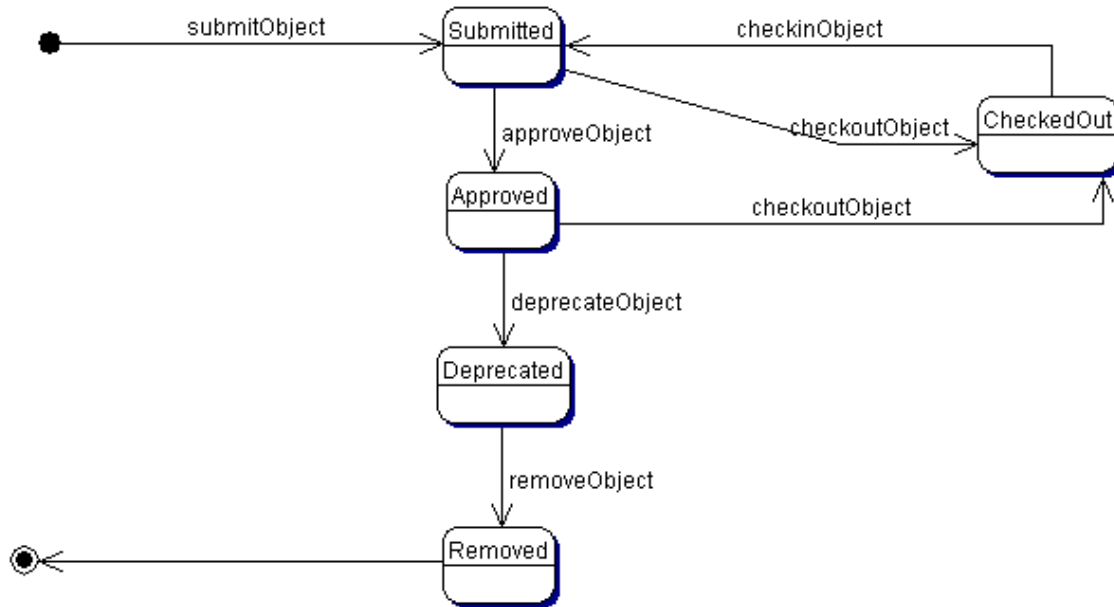 submitObject
Submitted
checkinObject
approveObject
checkoutObject
CheckedOut
Approved
checkoutObject
deprecateObject
Deprecated
removeObject
Removed